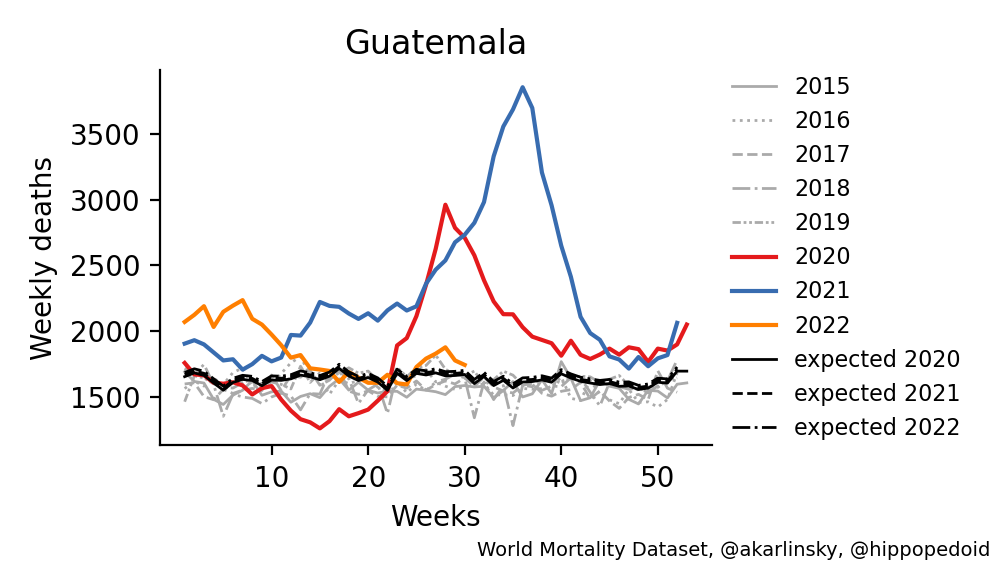 Guatemala
Weekly deaths
3500
3000
2500
2000
1500
10
20
30
40
50
Weeks
2015
2016
2017
2018
2019
2020
2021
2022
expected 2020
expected 2021
expected 2022
World Mortality Dataset, @akarlinsky, @hippopedoid